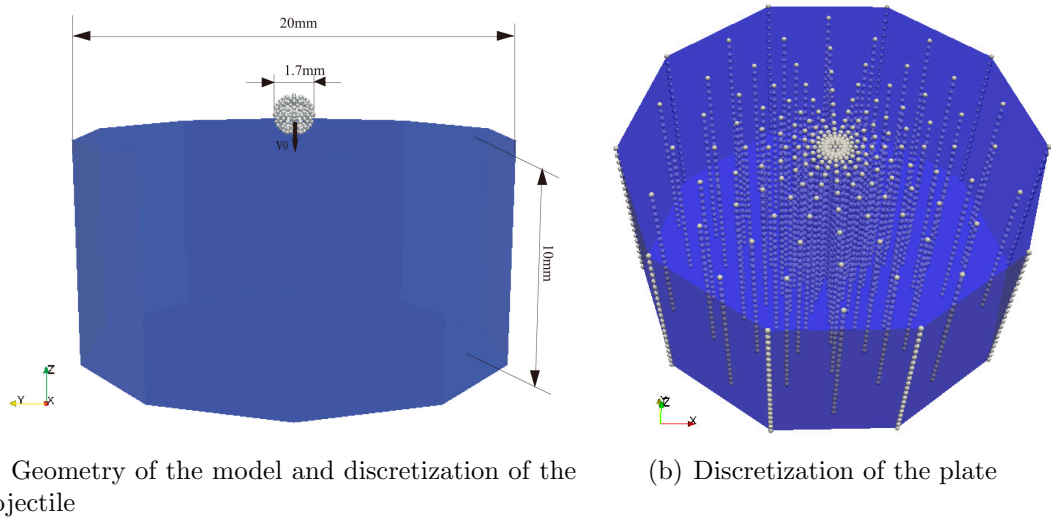 20mm
1.7mm
V0
10mm
Z
Y
X
Z
X
Geometry of the model and discretization of the
ojectile
(b) Discretization of the plate